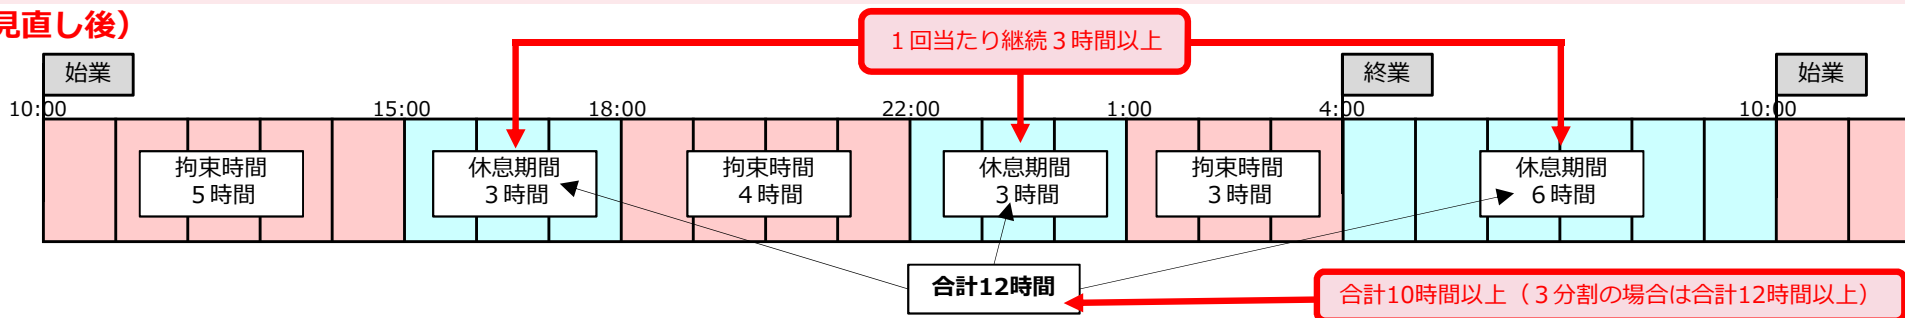 見直し後）
１回当たり継続３時間以上
始業
終業
始業
10:00
15:00
18:00
22:00
1:00
4:00
10:00
拘束時間
５時間
休息期間
３時間
拘束時間
４時間
休息期間
３時間
拘束時間
３時間
休息期間
６時間
合計12時間
合計10時間以上（３分割の場合は合計12時間以上）